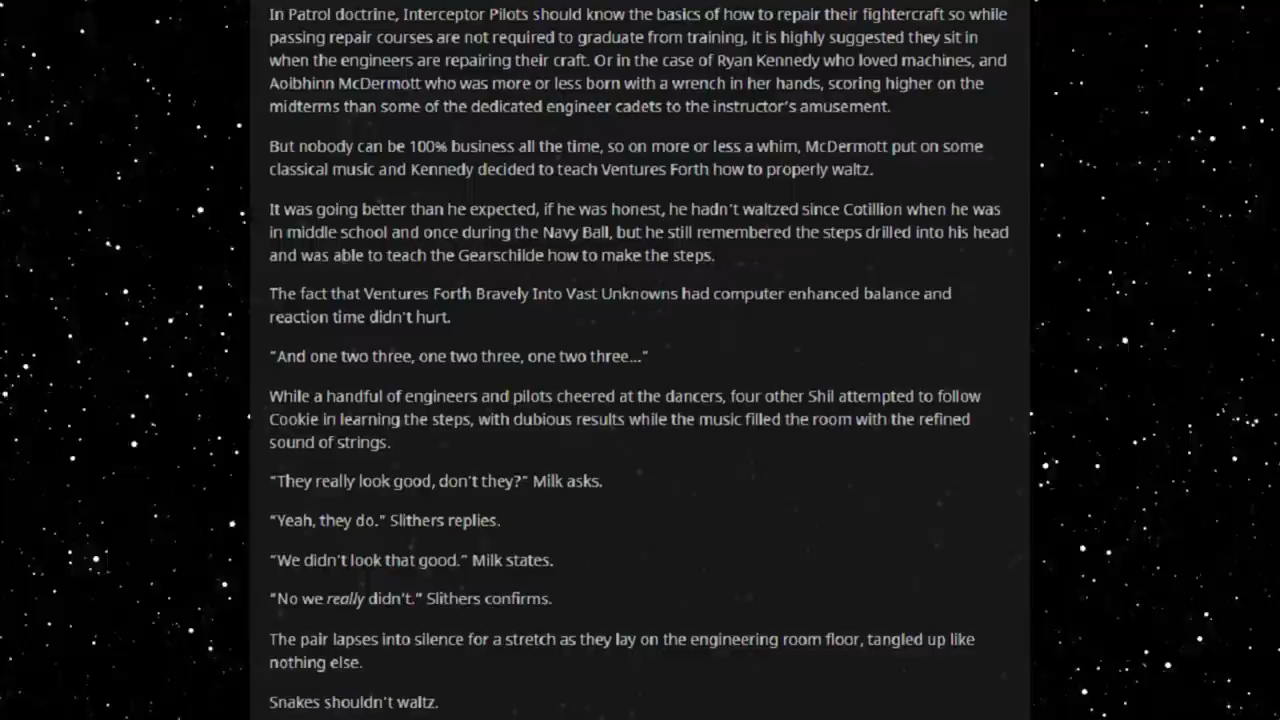 In Patrol doctrine, Interceptor Pilots should know the basics of how to repair their fightercraft so while
passing repair courses are not required to graduate from training, it is highly suggested they sit in
when the engineers are repairing their craft. Or in the case of Ryan Kennedy who loved machines, and
Aoibhinn McDermott who was more or less born with a wrench in her hands, scoring higher on the
midterms than some of the dedicated engineer cadets to the instructor's amusement.
But nobody can be 100% business all the time, so on more or less a whim, McDermott put on some
classical music and Kennedy decided to teach Ventures Forth how to properly waltz.
It was going better than he expected, if he was honest, he hadn't waltzed since Cotillion when he was
in middle school and once during the Navy Ball, but he still remembered the steps drilled into his head
and was able to teach the Gearschilde how to make the steps.
The fact that Ventures Forth Bravely Into Vast Unknowns had computer enhanced balance and
reaction time didn't hurt.
“And one two three, one two three, one two three...”
While a handful of engineers and pilots cheered at the dancers, four other Shil attempted to follow
Cookie in learning the steps, with dubious results while the music filled the room with the refined
sound of strings.
“They really look good, don't they?” Milk asks.
“Yeah, they do.” Slithers replies.
“We didn't look that good.” Milk states.
“No we really didn't.” Slithers confirms.
The pair lapses into silence for a stretch as they lay on the engineering room floor, tangled up like
nothing else.
Snakes shouldn't waltz.